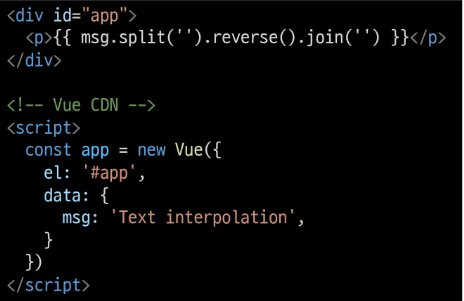 <div id="app">
  <p>{{ msg.split('').reverse().join('') }}</p>
</div>

<!-- Vue CDN -->
<script>
  const app = new Vue({
    el: '#app',
    data: {
      msg: 'Text interpolation',
    }
  })
</script>